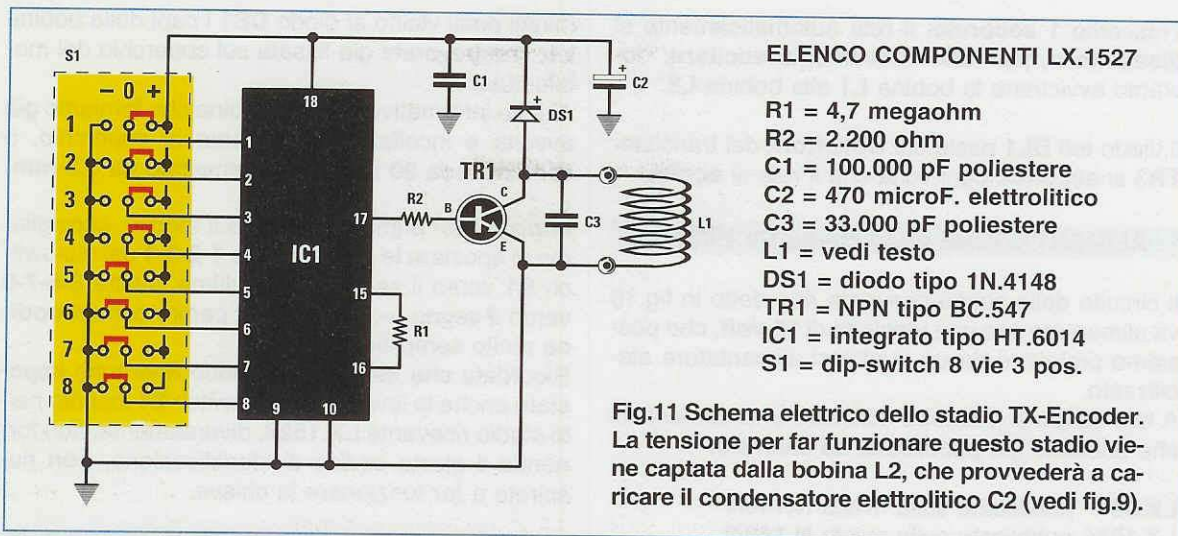 S1
- 0 +
1
2
3
4
5
6
7
8
1
2
3
4
5
6
7
8
9
10
18
17
15
16
IC1
R1
R2
C1
C2
DS1
TR1
B
C
E
C3
L1
ELENCO COMPONENTI LX.1527
R1 = 4,7 megaohm
R2 = 2.200 ohm
C1 = 100.000 pF poliestere
C2 = 470 microF. elettrolitico
C3 = 33.000 pF poliestere
L1 = vedi testo
DS1 = diodo tipo 1N.4148
TR1 = NPN tipo BC.547
IC1 = integrato tipo HT.6014
S1 = dip-switch 8 vie 3 pos.
Fig.11 Schema elettrico dello stadio TX-Encoder.
La tensione per far funzionare questo stadio vie-
ne captata dalla bobina L2, che provvederà a ca-
ricare il condensatore elettrolitico C2 (vedi fig.9).